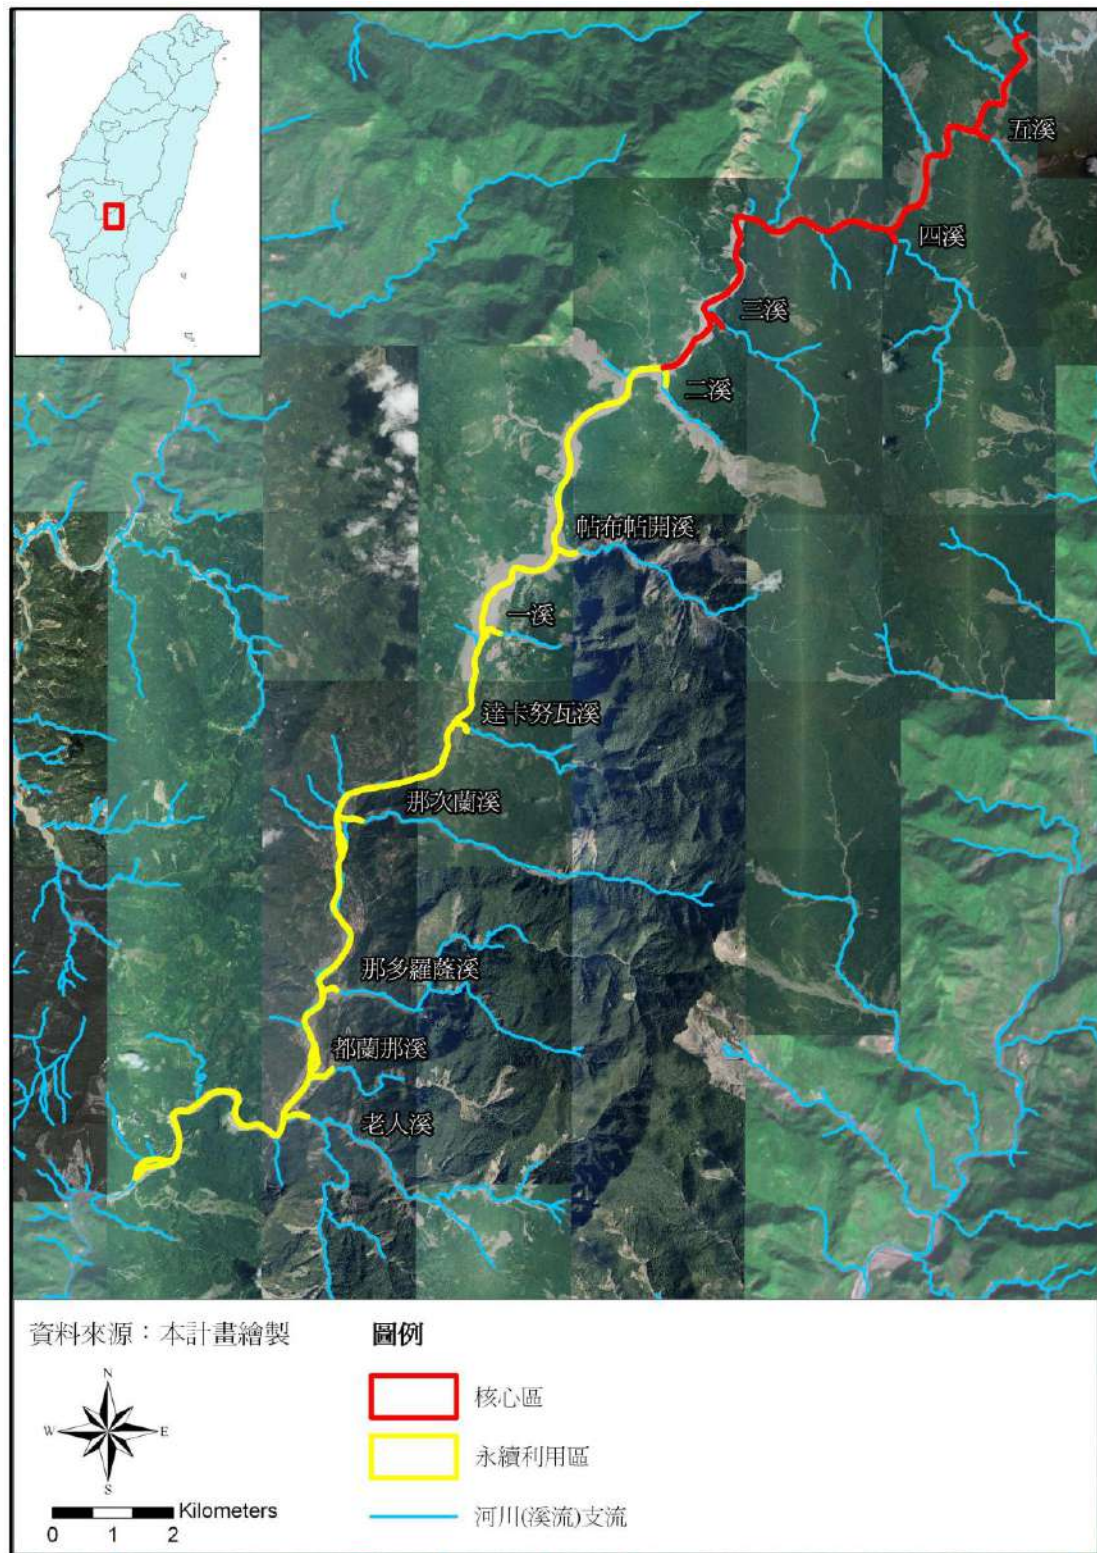 五溪
四溪
三溪
二溪
帖布帖開溪
一溪
達卡努瓦溪
那次蘭溪
那多羅薩溪
都蘭那溪
老人溪
資料來源：本計畫繪製
圖例
N
W
E
S
核心區
永續利用區
河川(溪流)支流
Kilometers
0 1 2